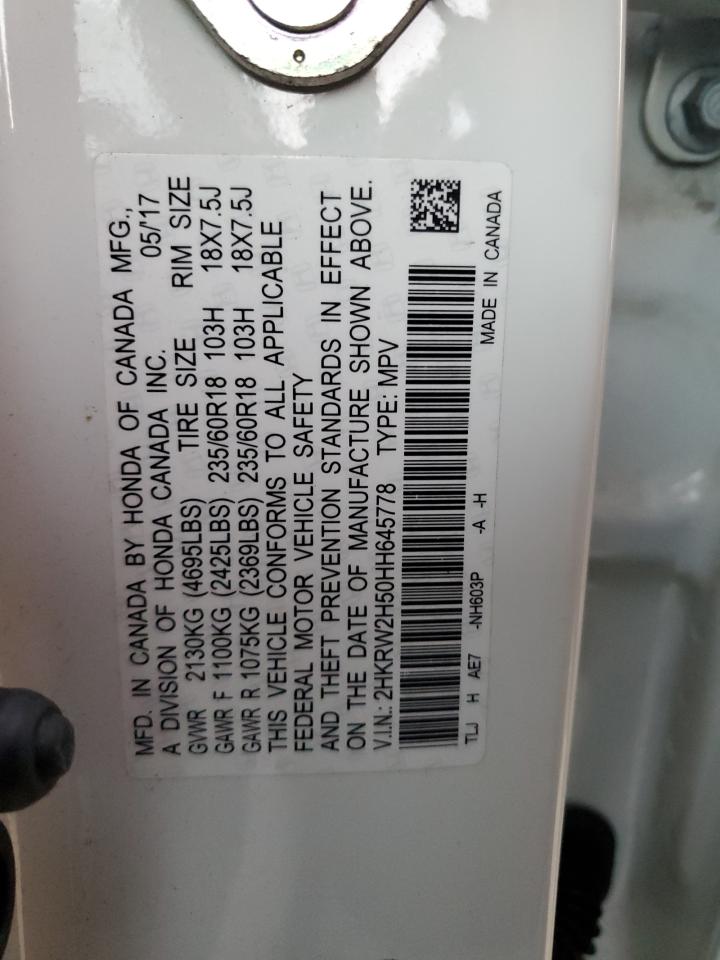 MFD. IN CANADA BY HONDA OF CANADA MFG.,
A DIVISION OF HONDA CANADA INC. 05/17
GVWR 2130KG (4695LBS) TIRE SIZE RIM SIZE
GAWR F 1100KG (2425LBS) 235/60R18 103H 18X7.5J
GAWR R 1075KG (2369LBS) 235/60R18 103H 18X7.5J
THIS VEHICLE CONFORMS TO ALL APPLICABLE
FEDERAL MOTOR VEHICLE SAFETY
AND THEFT PREVENTION STANDARDS IN EFFECT
ON THE DATE OF MANUFACTURE SHOWN ABOVE.
V.I.N.: 2HKRW2H50HH645778 TYPE: MPV
TLJ H AE7 -NH603P -A -H MADE IN CANADA